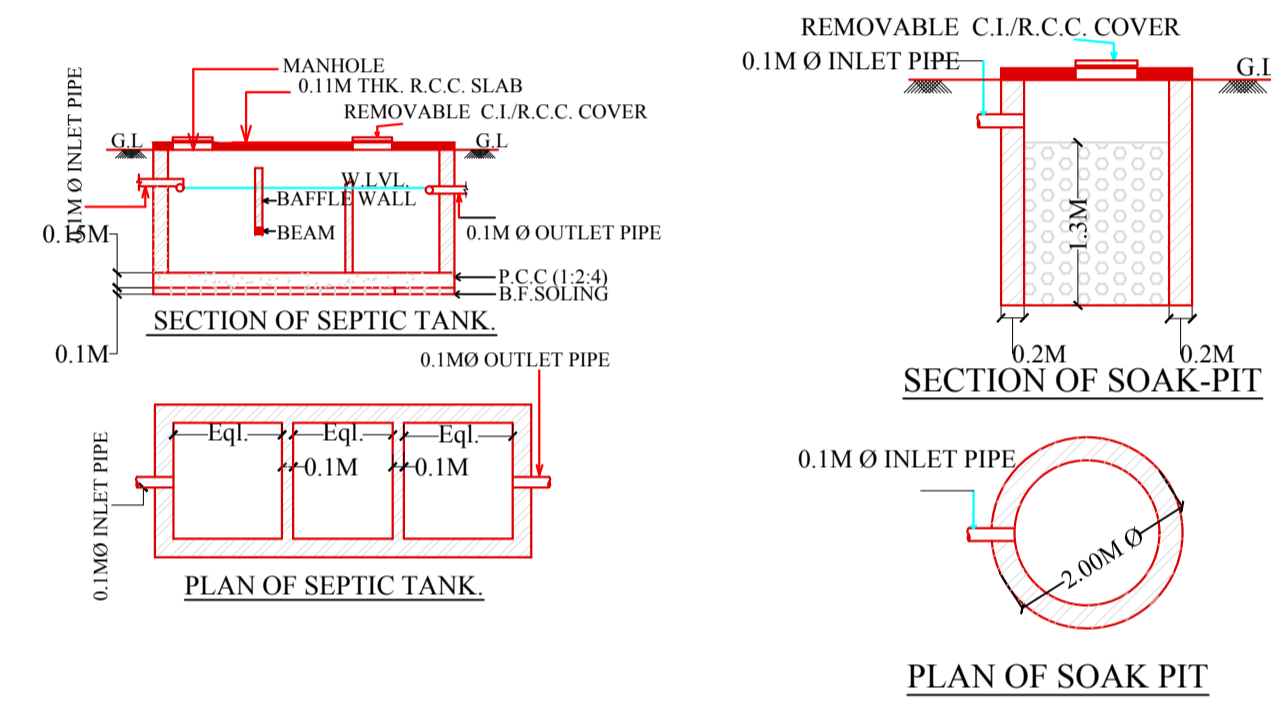 MANHOLE
0.11M THK. R.C.C. SLAB
REMOVABLE C.I./R.C.C. COVER
0.1M Ø INLET PIPE
G.L
G.L
W.LVL.
BAFFLE WALL
BEAM
0.1M Ø OUTLET PIPE
0.15M
P.C.C (1:2:4)
B.F.SOLING
0.1M
SECTION OF SEPTIC TANK.
0.1MØ OUTLET PIPE
0.1MØ INLET PIPE
Eql.
Eql.
Eql.
0.1M
0.1M
PLAN OF SEPTIC TANK.
REMOVABLE C.I./R.C.C. COVER
0.1M Ø INLET PIPE
G.L
1.3M
0.2M
0.2M
SECTION OF SOAK-PIT
0.1M Ø INLET PIPE
2.00M Ø
PLAN OF SOAK PIT